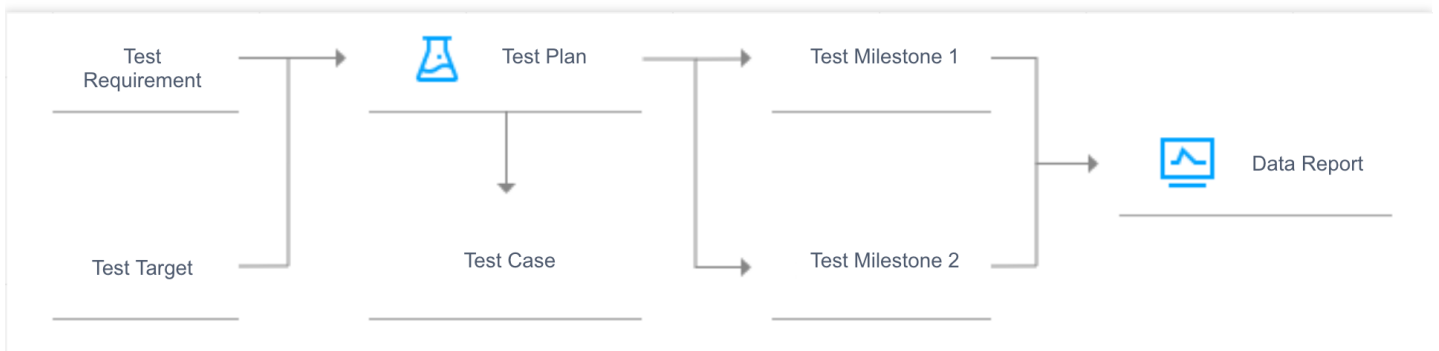 Test
Requirement
Test Plan
Test Milestone 1
Data Report
Test Target
Test Case
Test Milestone 2